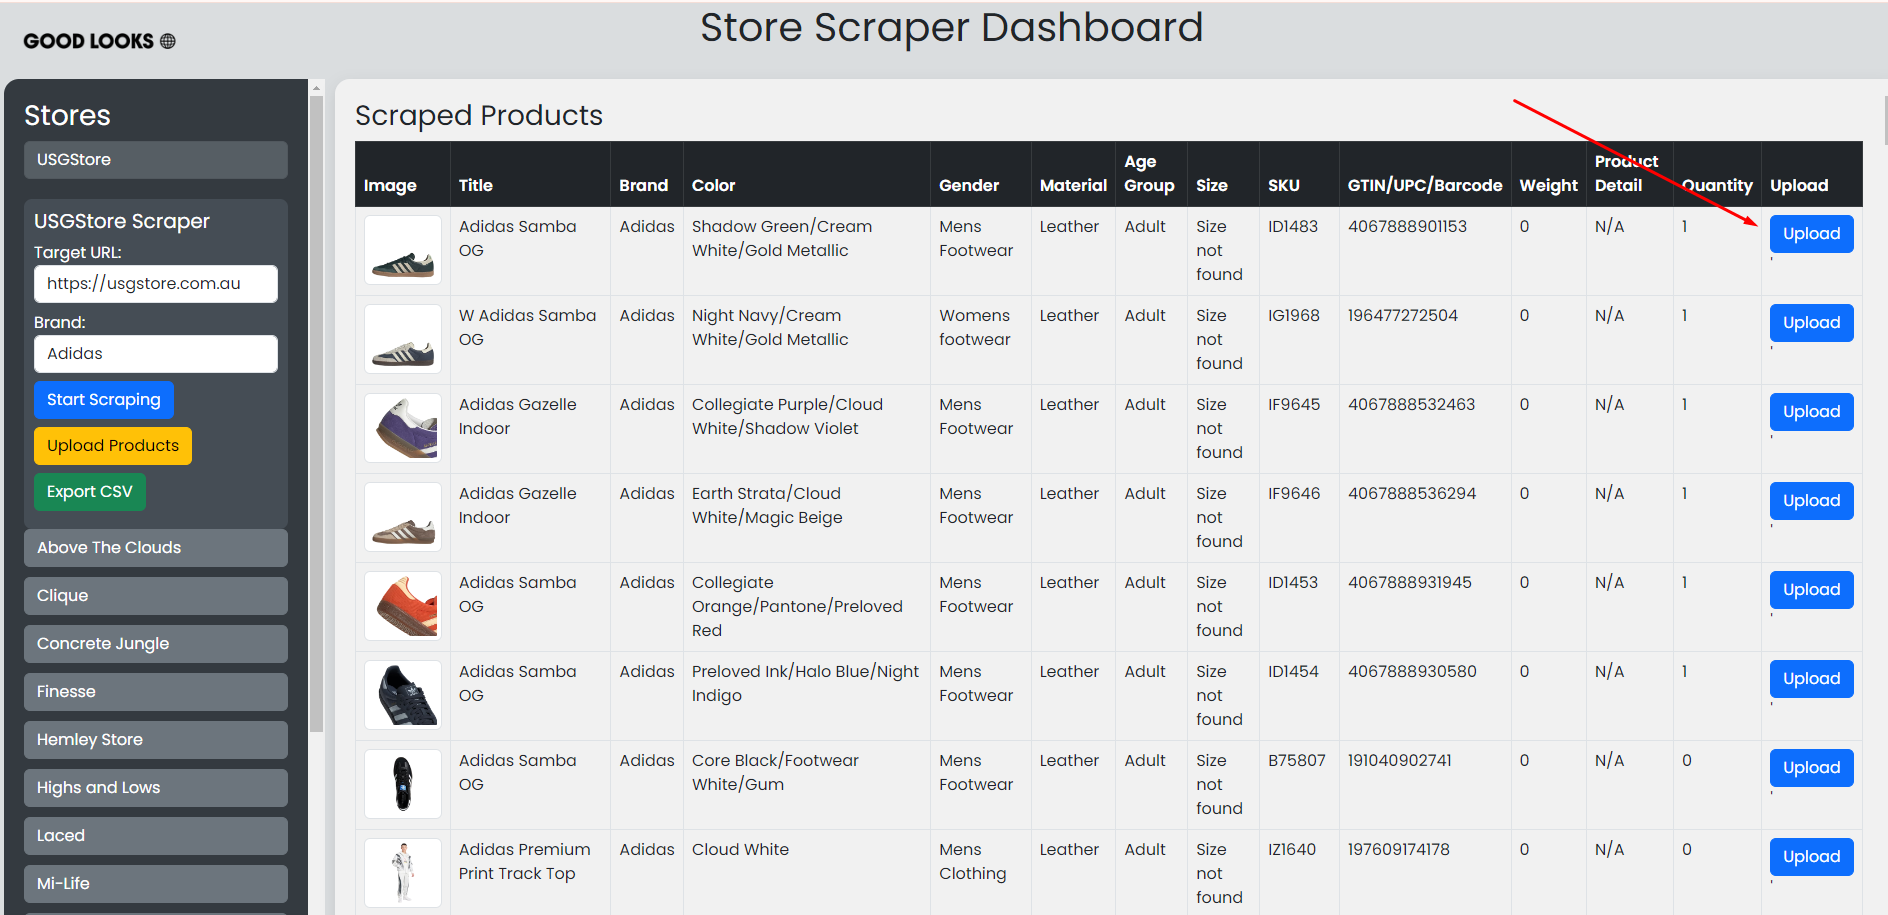 Store Scraper Dashboard
GOOD LOOKS
Stores
USGStore
USGStore Scraper
Target URL:
https://usgstore.com.au
Brand:
Adidas
Start Scraping
Upload Products
Export CSV
Above The Clouds
Clique
Concrete Jungle
Finesse
Hemley Store
Highs and Lows
Laced
Mi-Life
Scraped Products
Image Title Brand Color Gender Material Age Group Size SKU GTIN/UPC/Barcode Weight Product Detail Quantity Upload
Adidas Samba OG Adidas Shadow Green/Cream White/Gold Metallic Mens Footwear Leather Adult Size not found ID1483 4067888901153 0 N/A 1 Upload '
W Adidas Samba OG Adidas Night Navy/Cream White/Gold Metallic Womens footwear Leather Adult Size not found IG1968 196477272504 0 N/A 1 Upload '
Adidas Gazelle Indoor Adidas Collegiate Purple/Cloud White/Shadow Violet Mens Footwear Leather Adult Size not found IF9645 4067888532463 0 N/A 1 Upload '
Adidas Gazelle Indoor Adidas Earth Strata/Cloud White/Magic Beige Mens Footwear Leather Adult Size not found IF9646 4067888536294 0 N/A 1 Upload '
Adidas Samba OG Adidas Collegiate Orange/Pantone/Preloved Red Mens Footwear Leather Adult Size not found ID1453 4067888931945 0 N/A 1 Upload '
Adidas Samba OG Adidas Preloved Ink/Halo Blue/Night Indigo Mens Footwear Leather Adult Size not found ID1454 4067888930580 0 N/A 1 Upload '
Adidas Samba OG Adidas Core Black/Footwear White/Gum Mens Footwear Leather Adult Size not found B75807 191040902741 0 N/A 0 Upload '
Adidas Premium Print Track Top Adidas Cloud White Mens Clothing Leather Adult Size not found IZ1640 197609174178 0 N/A 0 Upload '